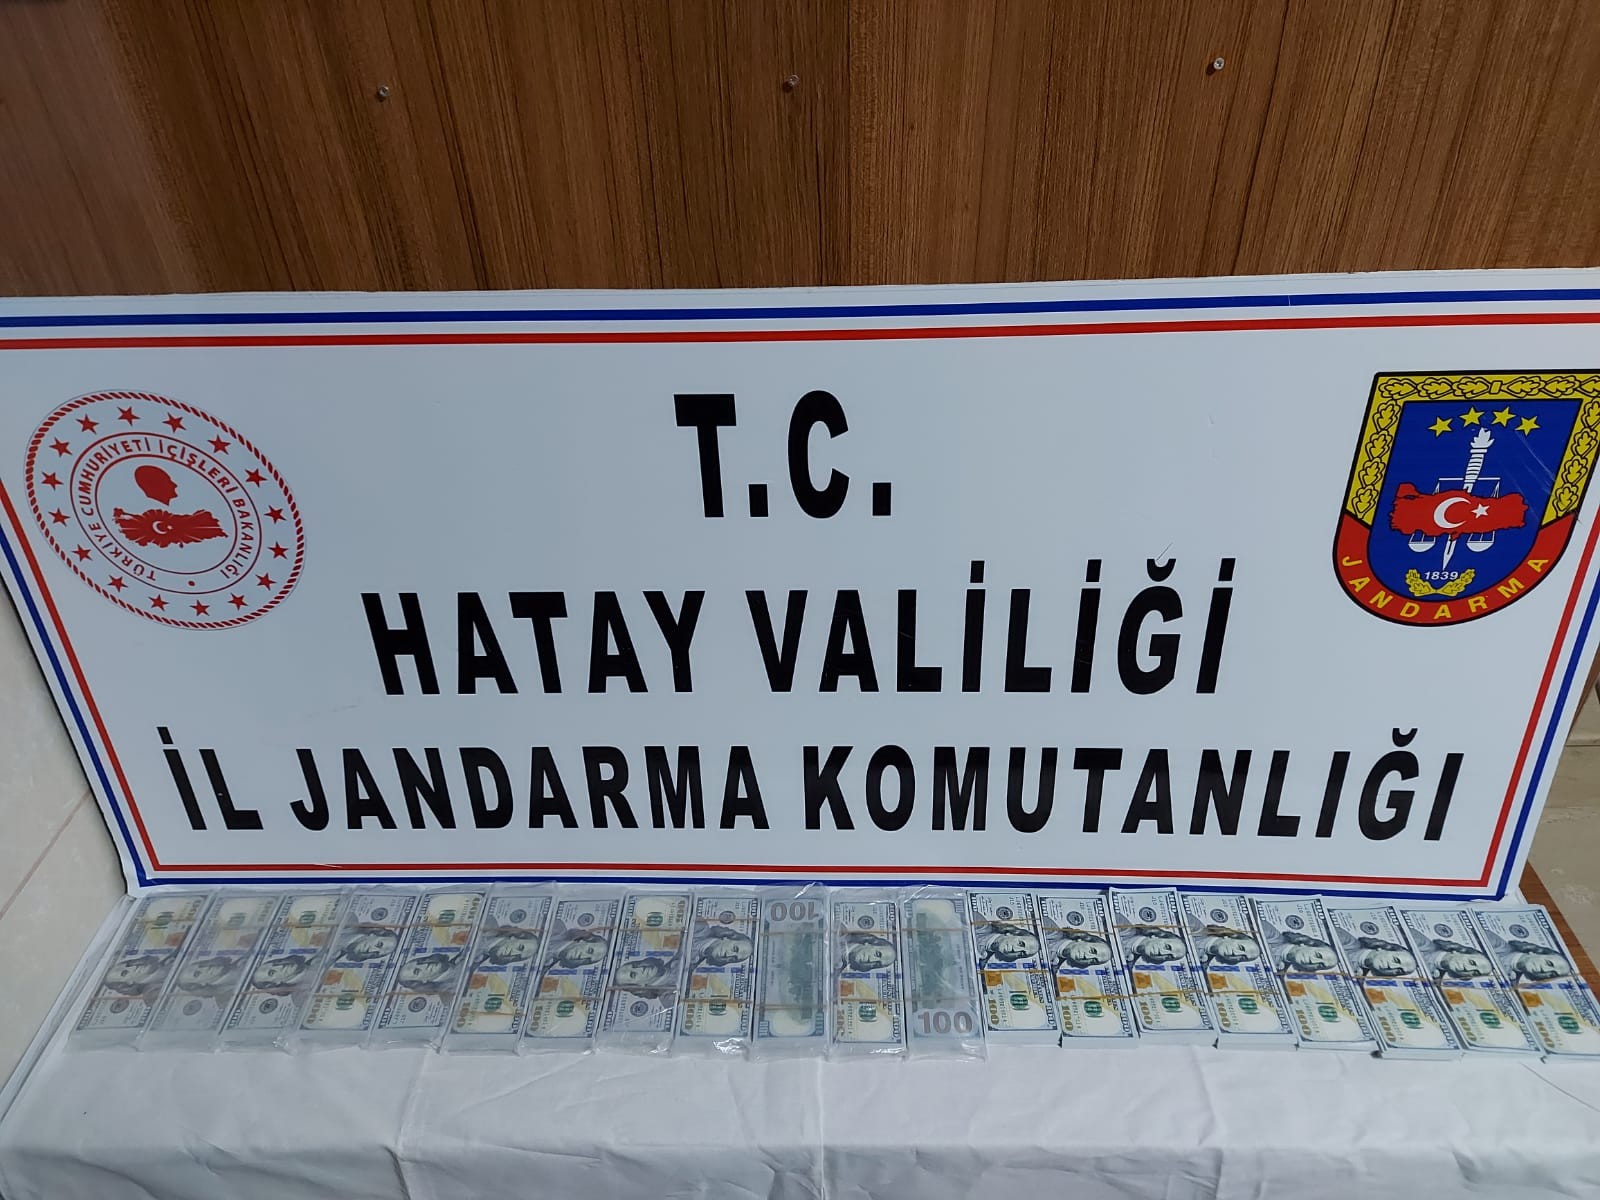 T.C.
HATAY VALİLİĞİ
İL JANDARMA KOMUTANLIĞI
TÜRKİYE CUMHURİYETİ İÇİŞLERİ BAKANLIĞI
1839
JANDARMA
100
100